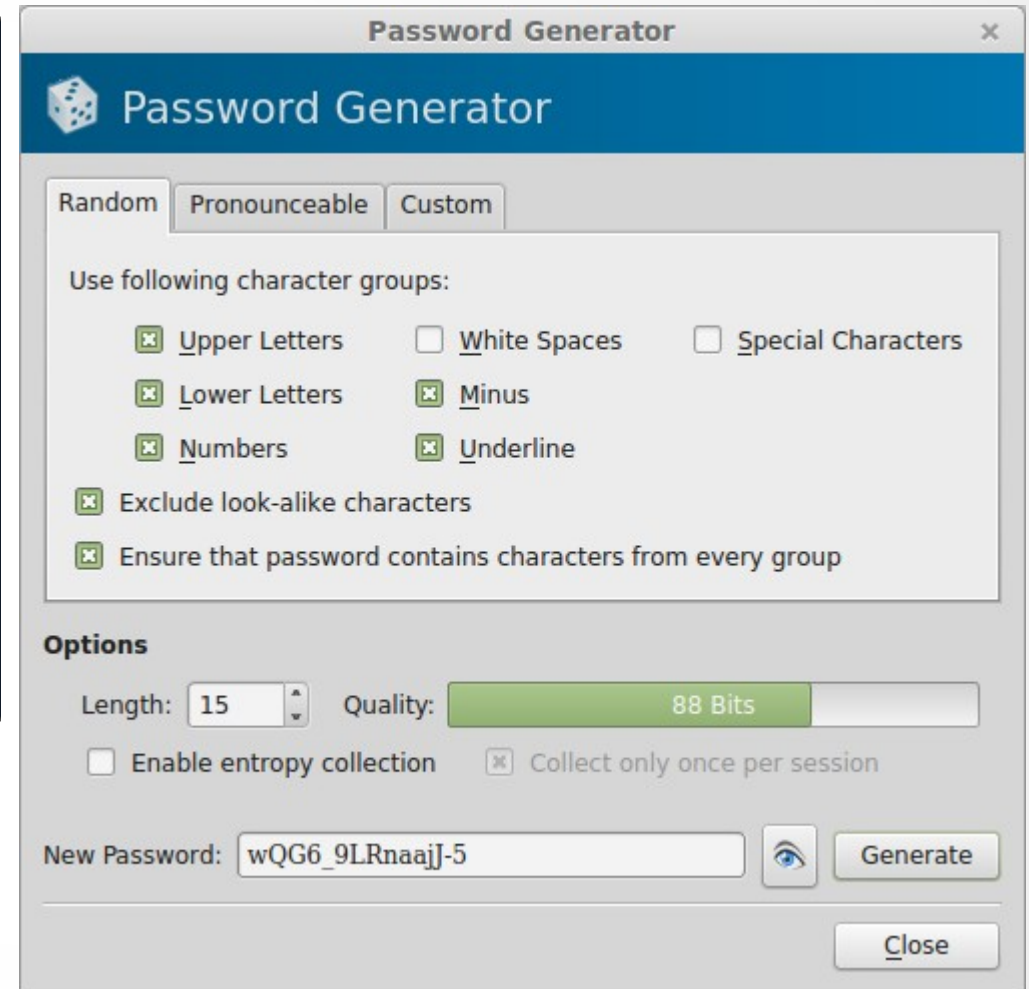 Password Generator
Password Generator
Random Pronounceable Custom
Use following character groups:
Upper Letters White Spaces Special Characters
Lower Letters Minus
Numbers Underline
Exclude look-alike characters
Ensure that password contains characters from every group
Options
Length: 15 Quality: 88 Bits
Enable entropy collection Collect only once per session
New Password: wQG6_9LRnaajJ-5 Generate
Close